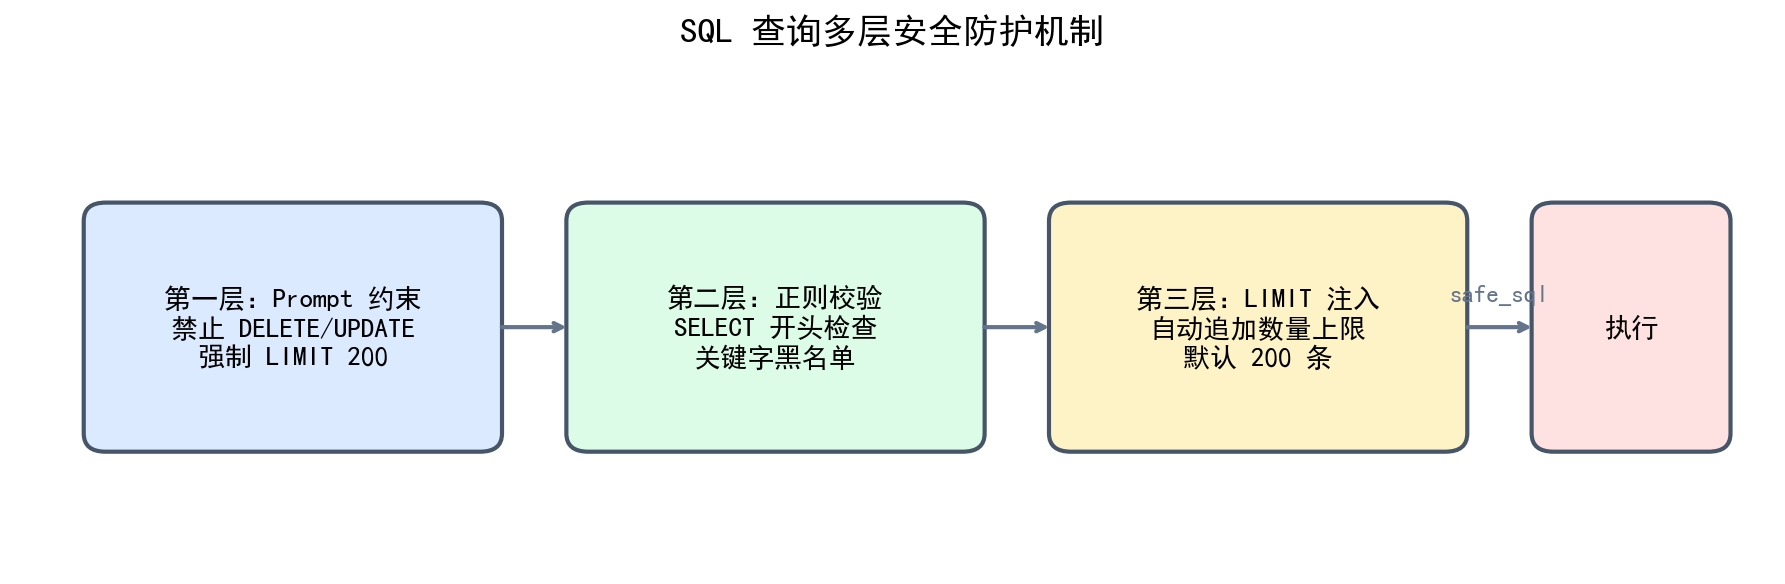 SQL 查询多层安全防护机制
第一层：Prompt 约束
禁止 DELETE/UPDATE
强制 LIMIT 200
第二层：正则校验
SELECT 开头检查
关键字黑名单
第三层：LIMIT 注入
自动追加数量上限
默认 200 条
safe_sql
执行